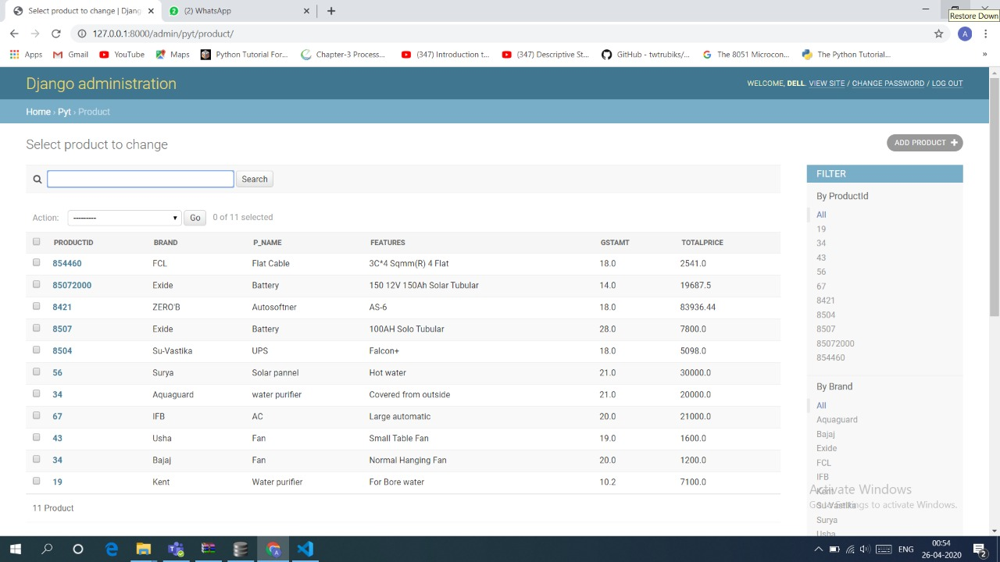 Select product to change | Djang
(2) WhatsApp
Restore Down
127.0.0.1:8000/admin/pyt/product/
A
Apps Gmail YouTube Maps Python Tutorial For... Chapter-3 Process... (347) Introduction t... (347) Descriptive St... GitHub - twtrubiks/... The 8051 Microcon... The Python Tutorial... »
Django administration
WELCOME, DELL. VIEW SITE / CHANGE PASSWORD / LOG OUT
Home › Pyt › Product
Select product to change
ADD PRODUCT +
Search
Action: --------- Go 0 of 11 selected
PRODUCTID BRAND P_NAME FEATURES GSTAMT TOTALPRICE
854460 FCL Flat Cable 3C*4 Sqmm(R) 4 Flat 18.0 2541.0
85072000 Exide Battery 150 12V 150Ah Solar Tubular 14.0 19687.5
8421 ZERO'B Autosoftner AS-6 18.0 83936.44
8507 Exide Battery 100AH Solo Tubular 28.0 7800.0
8504 Su-Vastika UPS Falcon+ 18.0 5098.0
56 Surya Solar pannel Hot water 21.0 30000.0
34 Aquaguard water purifier Covered from outside 21.0 20000.0
67 IFB AC Large automatic 20.0 21000.0
43 Usha Fan Small Table Fan 19.0 1600.0
34 Bajaj Fan Normal Hanging Fan 20.0 1200.0
19 Kent Water purifier For Bore water 10.2 7100.0
11 Product
FILTER
By ProductId
All
19
34
43
56
67
8421
8504
8507
85072000
854460
By Brand
All
Aquaguard
Bajaj
Exide
FCL
IFB
Kent
Su-Vastika
Surya
Usha
Activate Windows
Go to Settings to activate Windows.
ENG
00:54
26-04-2020
2